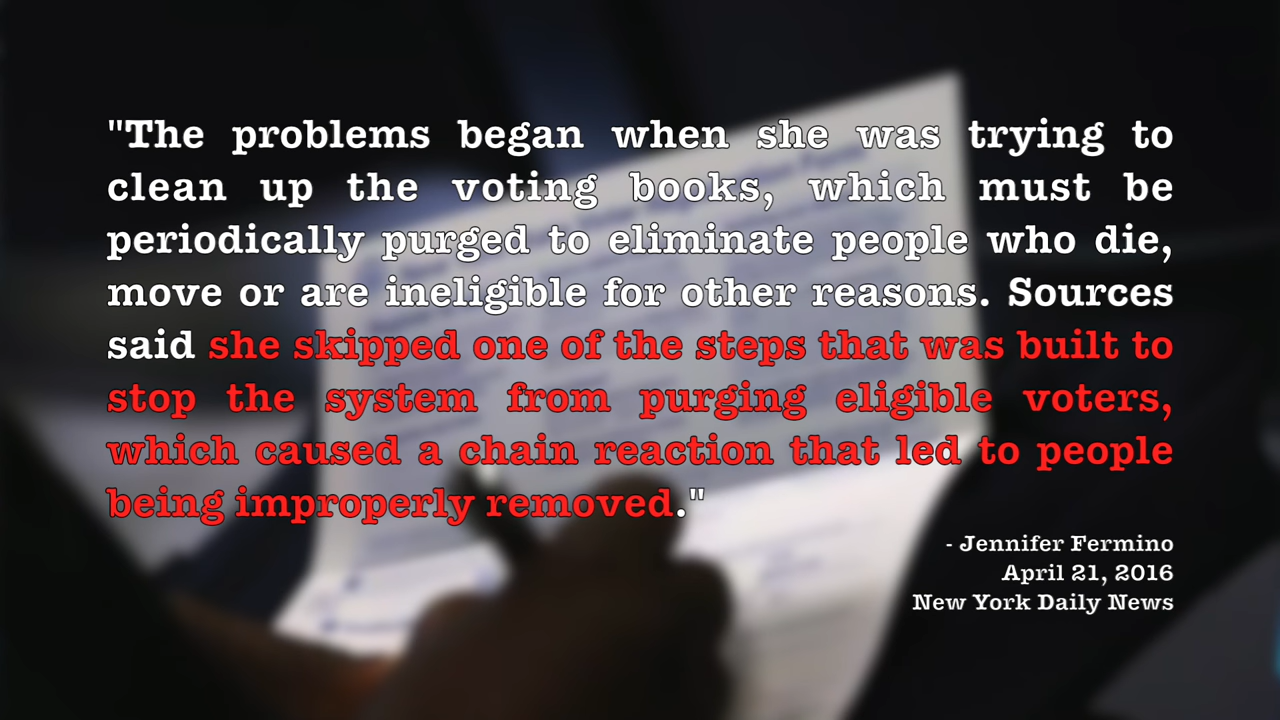 "The problems began when she was trying to
clean up the voting books, which must be
periodically purged to eliminate people who die,
move or are ineligible for other reasons. Sources
said she skipped one of the steps that was built to
stop the system from purging eligible voters,
which caused a chain reaction that led to people
being improperly removed."
- Jennifer Fermino
April 21, 2016
New York Daily News